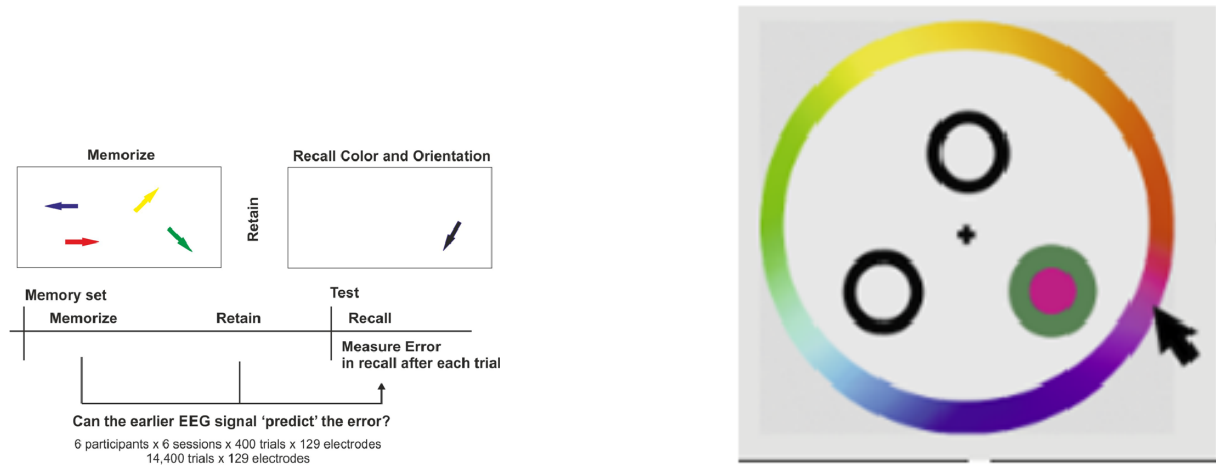 Memorize
Recall Color and Orientation
Retain
Memory set
Test
Memorize
Retain
Recall
Measure Error
in recall after each trial
Can the earlier EEG signal ‘predict’ the error?
6 participants x 6 sessions x 400 trials x 129 electrodes
14,400 trials x 129 electrodes